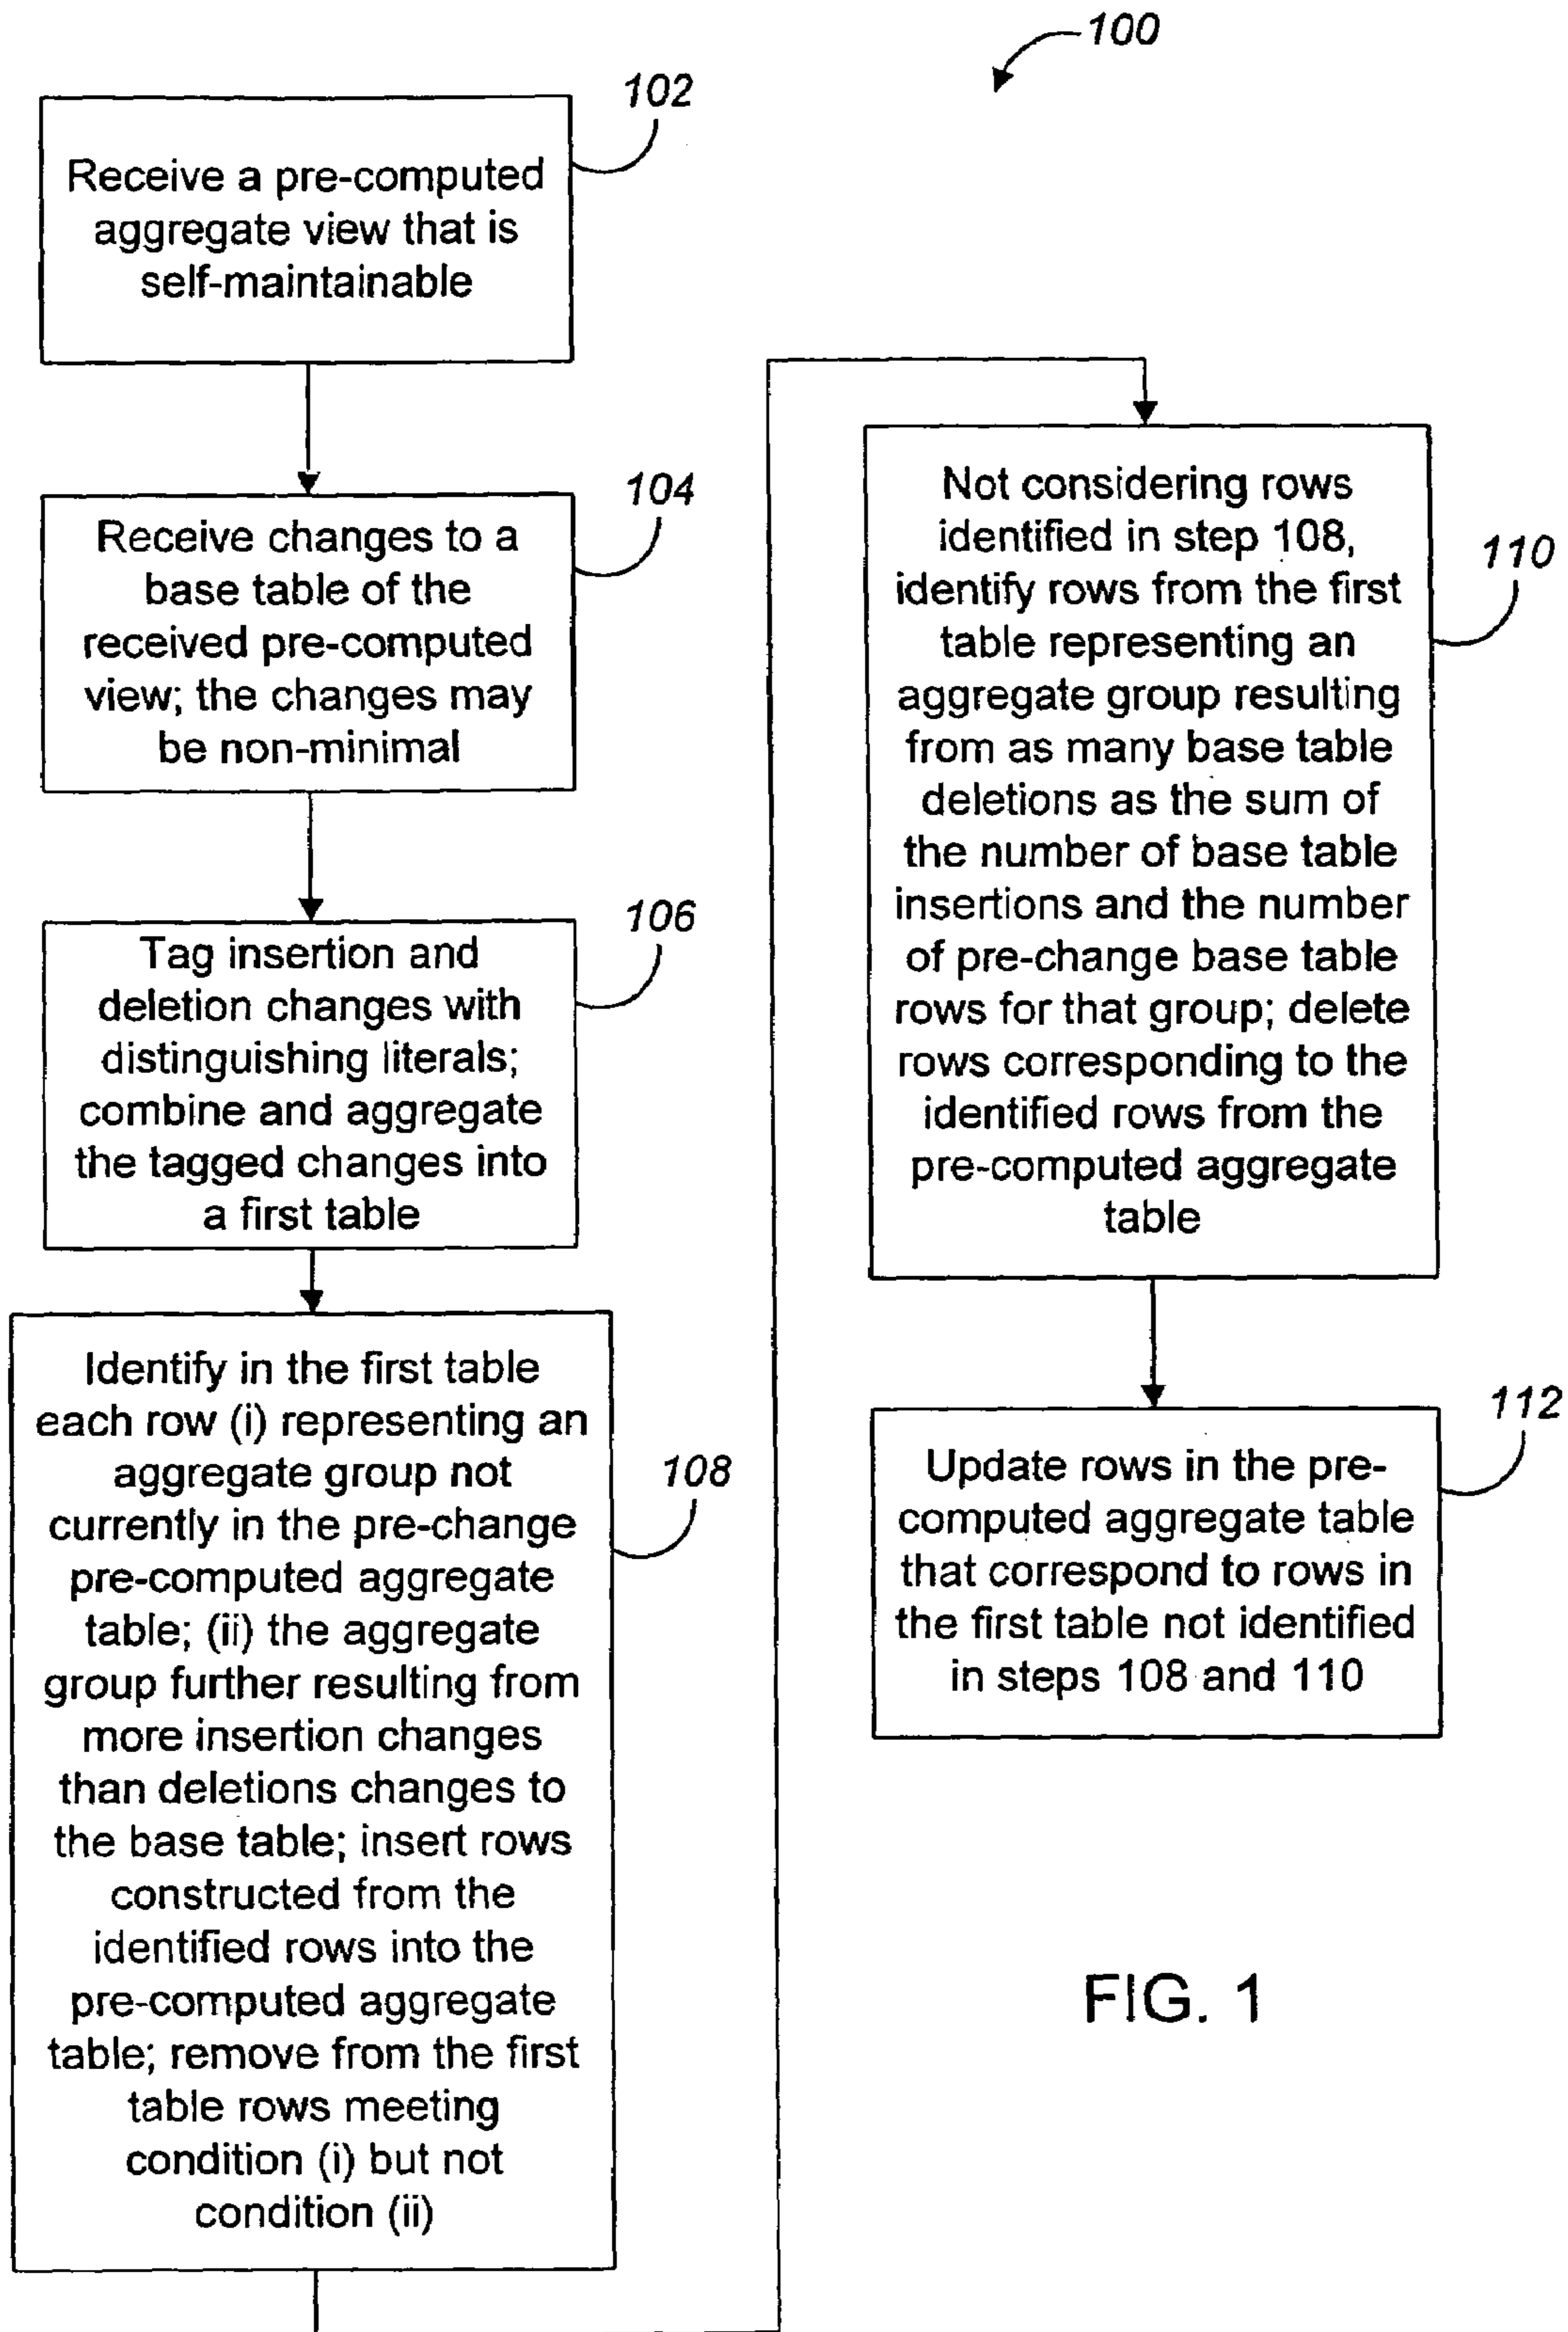 100
102
Receive a pre-computed
aggregate view that is
self-maintainable
104
Receive changes to a
base table of the
received pre-computed
view; the changes may
be non-minimal
106
Tag insertion and
deletion changes with
distinguishing literals;
combine and aggregate
the tagged changes into
a first table
108
Identify in the first table
each row (i) representing an
aggregate group not
currently in the pre-change
pre-computed aggregate
table; (ii) the aggregate
group further resulting from
more insertion changes
than deletions changes to
the base table; insert rows
constructed from the
identified rows into the
pre-computed aggregate
table; remove from the first
table rows meeting
condition (i) but not
condition (ii)
110
Not considering rows
identified in step 108,
identify rows from the first
table representing an
aggregate group resulting
from as many base table
deletions as the sum of
the number of base table
insertions and the number
of pre-change base table
rows for that group; delete
rows corresponding to the
identified rows from the
pre-computed aggregate
table
112
Update rows in the pre-
computed aggregate table
that correspond to rows in
the first table not identified
in steps 108 and 110
FIG. 1